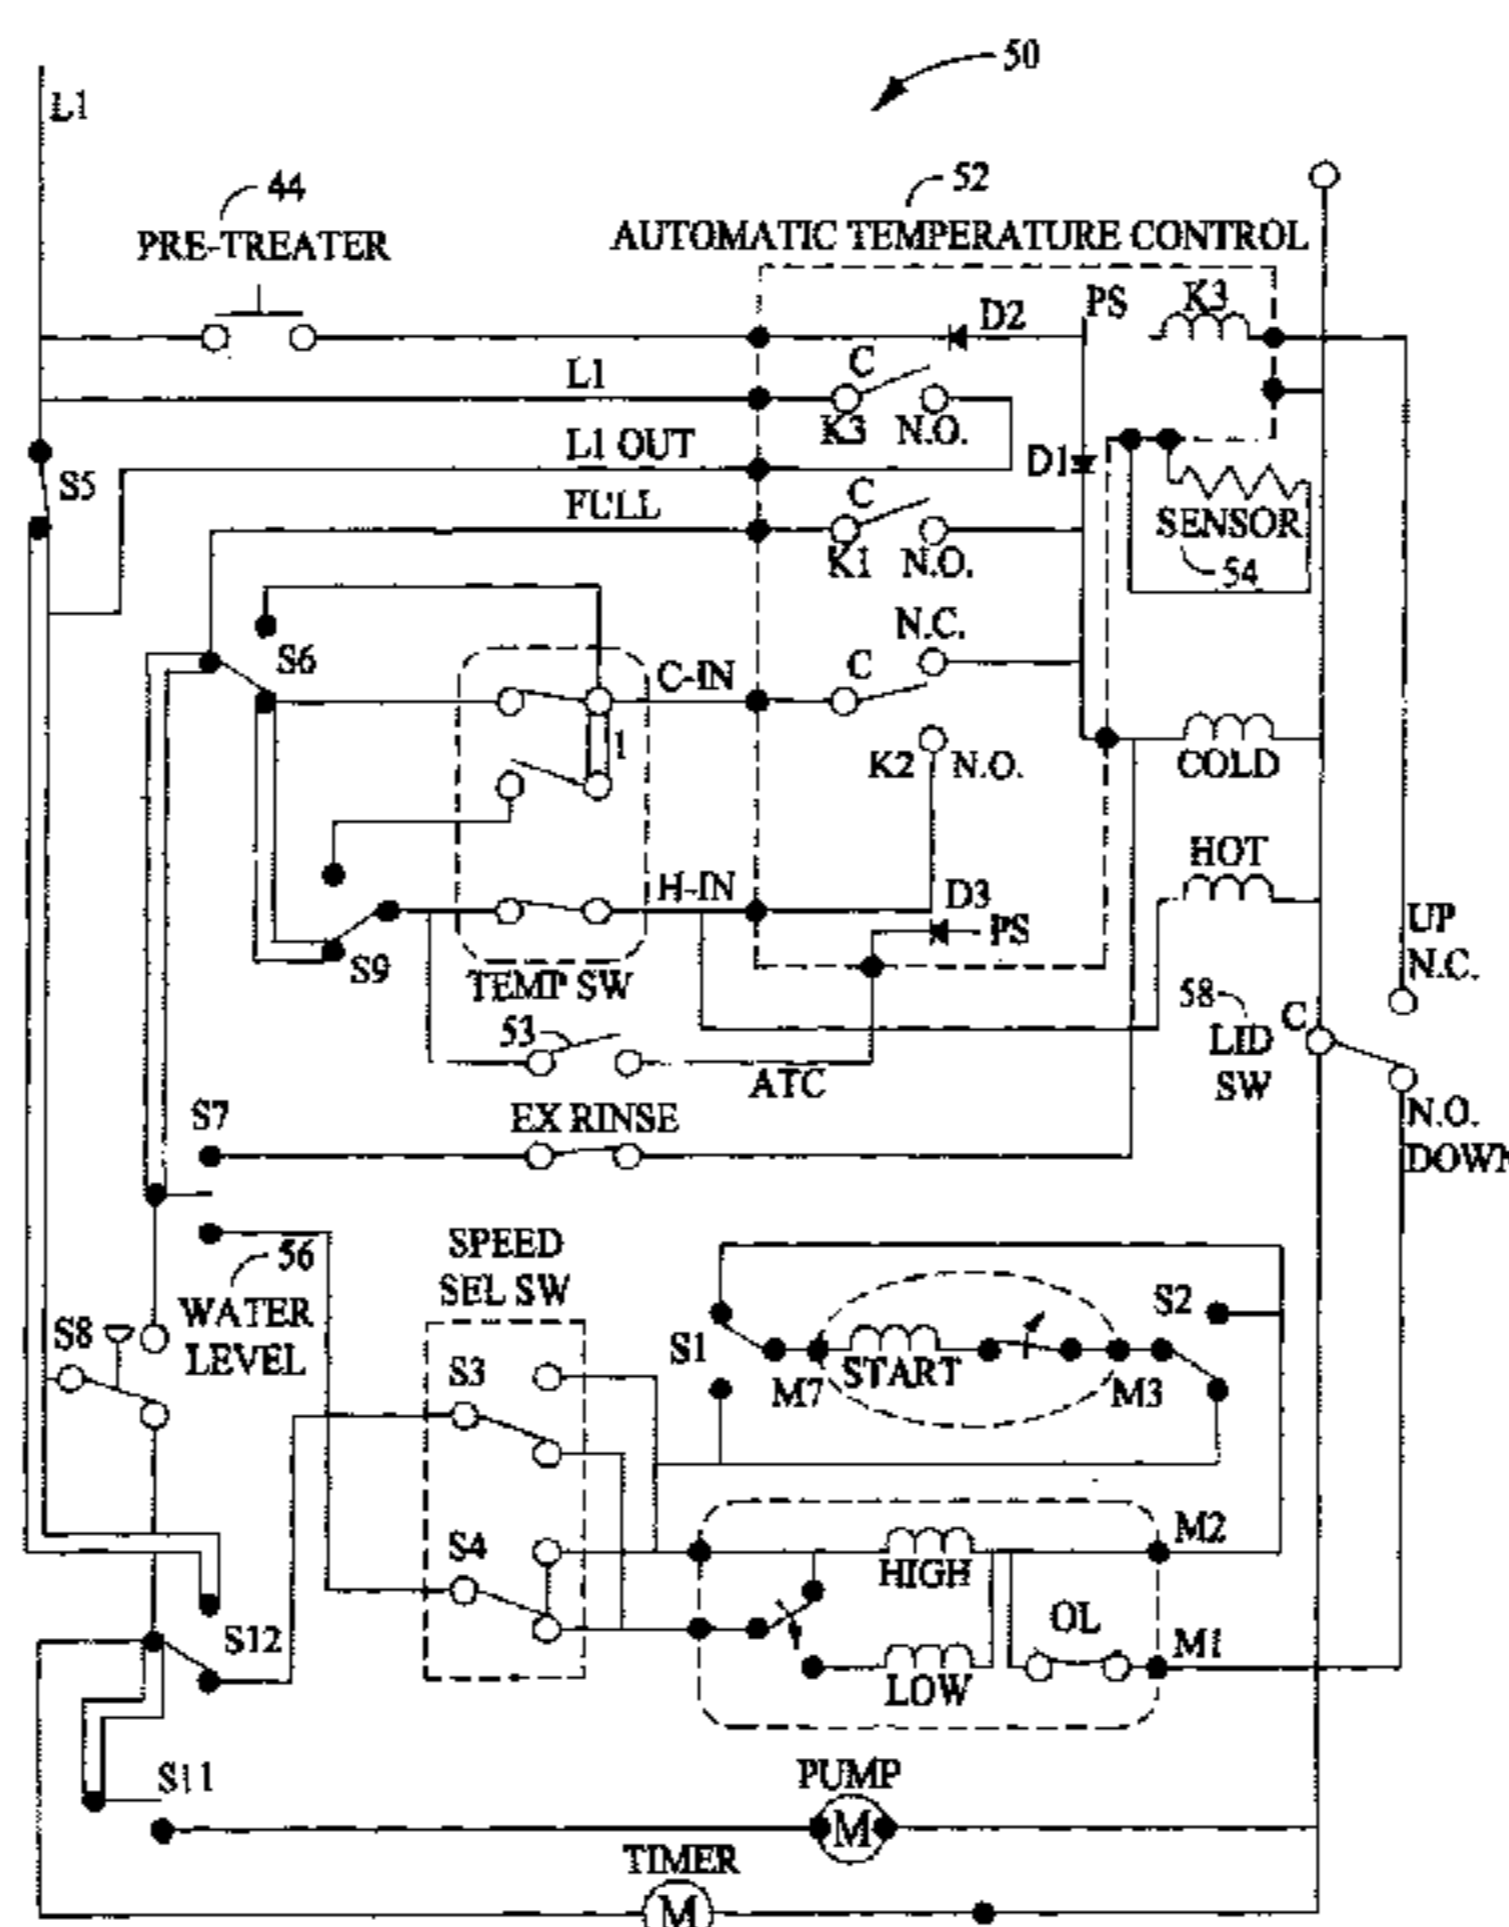 50
L1
44
PRE-TREATER
52
AUTOMATIC TEMPERATURE CONTROL
D2
PS
K3
L1
C
K3
N.O.
L1 OUT
D1
S5
FULL
C
SENSOR
K1
N.O.
54
N.C.
S6
C-IN
C
1
K2
N.O.
COLD
HOT
H-IN
D3
PS
UP
N.C.
S9
TEMP SW
58
C
LID
SW
53
ATC
N.O.
DOWN
S7
EX RINSE
56
WATER
LEVEL
SPEED
SEL SW
S8
S3
S1
M7
START
M3
S2
S4
HIGH
M2
OL
M1
S12
LOW
S11
PUMP
M
TIMER
M